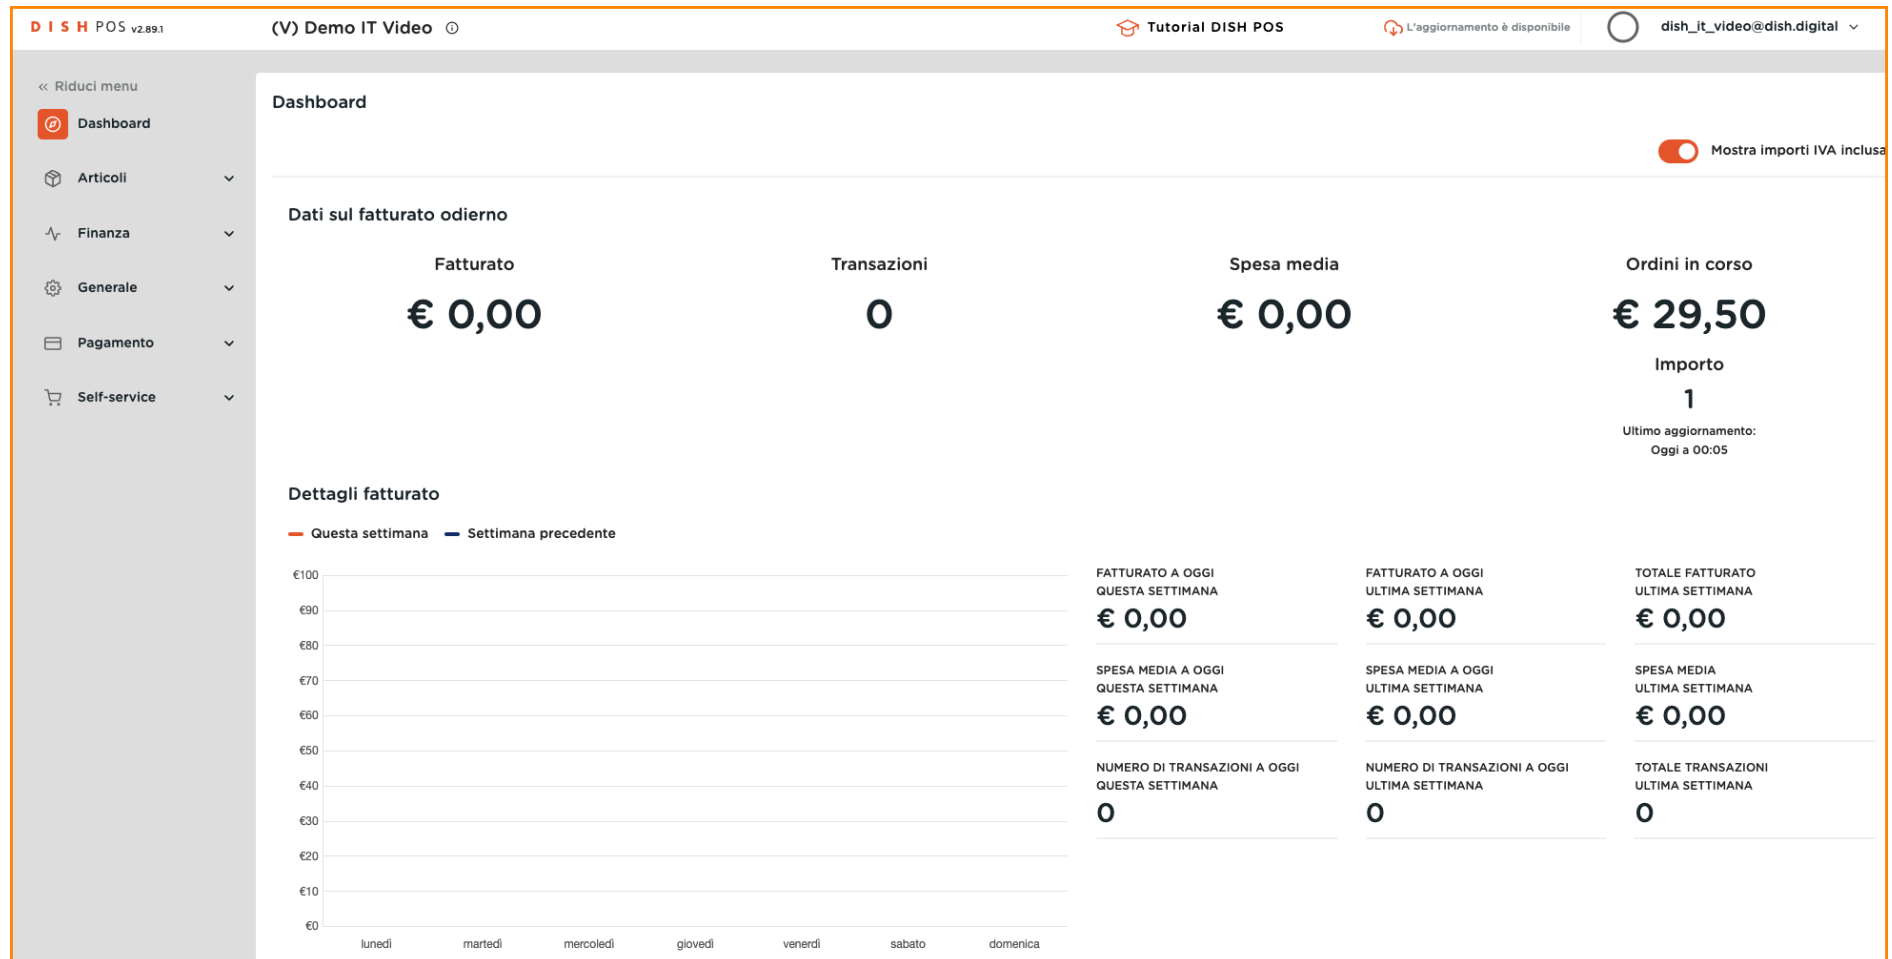 DISH POS v2.89.1
(V) Demo IT Video
Tutorial DISH POS
L'aggiornamento è disponibile
dish_it_video@dish.digital
« Riduci menu
Dashboard
Articoli
Finanza
Generale
Pagamento
Self-service
Dashboard
Mostra importi IVA inclusa
Dati sul fatturato odierno
Fatturato
€ 0,00
Transazioni
0
Spesa media
€ 0,00
Ordini in corso
€ 29,50
Importo
1
Ultimo aggiornamento:
Oggi a 00:05
Dettagli fatturato
Questa settimana
Settimana precedente
€100
€90
€80
€70
€60
€50
€40
€30
€20
€10
€0
lunedì martedì mercoledì giovedì venerdì sabato domenica
FATTURATO A OGGI
QUESTA SETTIMANA
€ 0,00
FATTURATO A OGGI
ULTIMA SETTIMANA
€ 0,00
TOTALE FATTURATO
ULTIMA SETTIMANA
€ 0,00
SPESA MEDIA A OGGI
QUESTA SETTIMANA
€ 0,00
SPESA MEDIA A OGGI
ULTIMA SETTIMANA
€ 0,00
SPESA MEDIA
ULTIMA SETTIMANA
€ 0,00
NUMERO DI TRANSAZIONI A OGGI
QUESTA SETTIMANA
0
NUMERO DI TRANSAZIONI A OGGI
ULTIMA SETTIMANA
0
TOTALE TRANSAZIONI
ULTIMA SETTIMANA
0